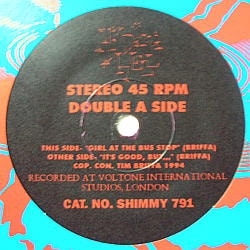 STEREO 45 RPM
DOUBLE A SIDE
THIS SIDE- "GIRL AT THE BUS STOP" (BRIFFA)
OTHER SIDE- "IT'S GOOD, BUT..." (BRIFFA)
COP. CON. TIM BRIFFA 1994
RECORDED AT VOLTONE INTERNATIONAL
STUDIOS, LONDON
CAT. NO. SHIMMY 791